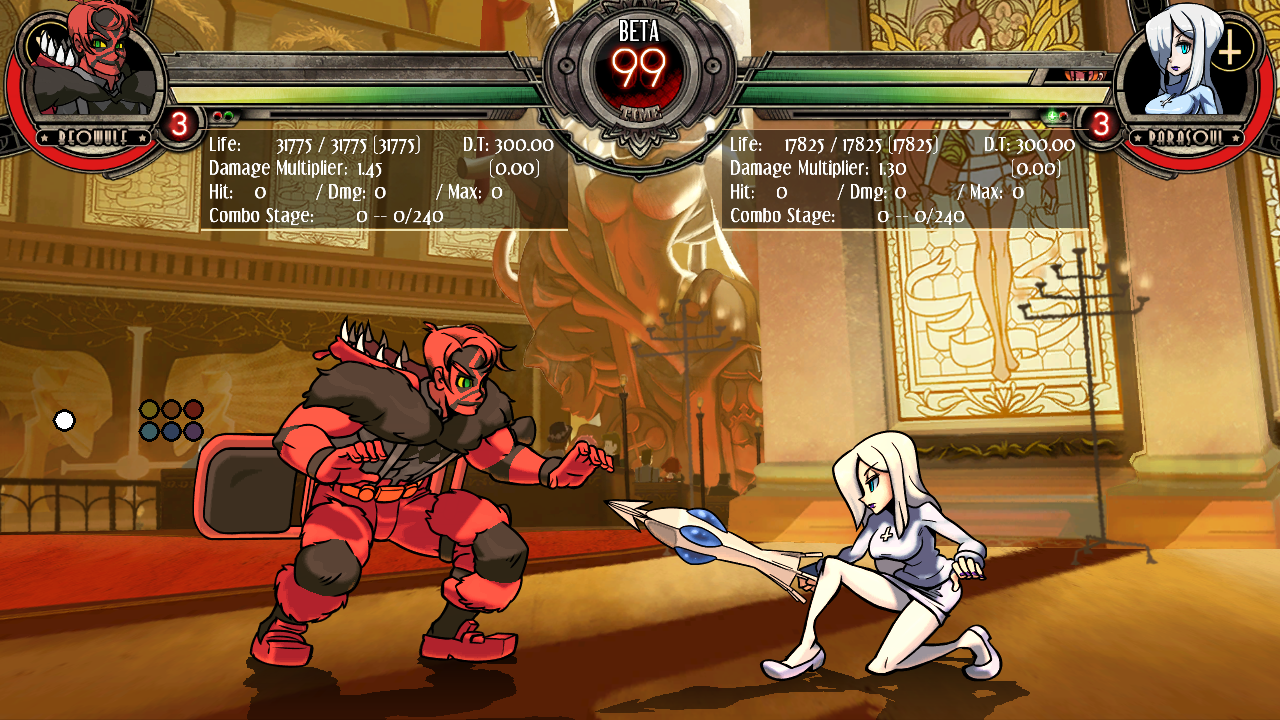 BETA
99
TIME
★ BEOWULF ★
3
3
★ PARASOUL ★
Life: 31775 / 31775 (31775) D.T: 300.00
Damage Multiplier: 1.45 (0.00)
Hit: 0 / Dmg: 0 / Max: 0
Combo Stage: 0 -- 0/240
Life: 17825 / 17825 (17825) D.T: 300.00
Damage Multiplier: 1.30 (0.00)
Hit: 0 / Dmg: 0 / Max: 0
Combo Stage: 0 -- 0/240